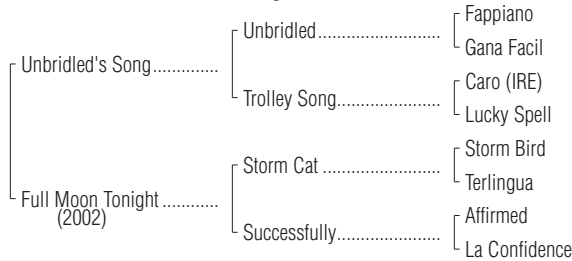 Fappiano
Unbridled........................
Gana Facil
Unbridled's Song.............
Caro (IRE)
Trolley Song....................
Lucky Spell
Storm Bird
Storm Cat .......................
Terlingua
Full Moon Tonight ...........
(2002)
Affirmed
Successfully....................
La Confidence